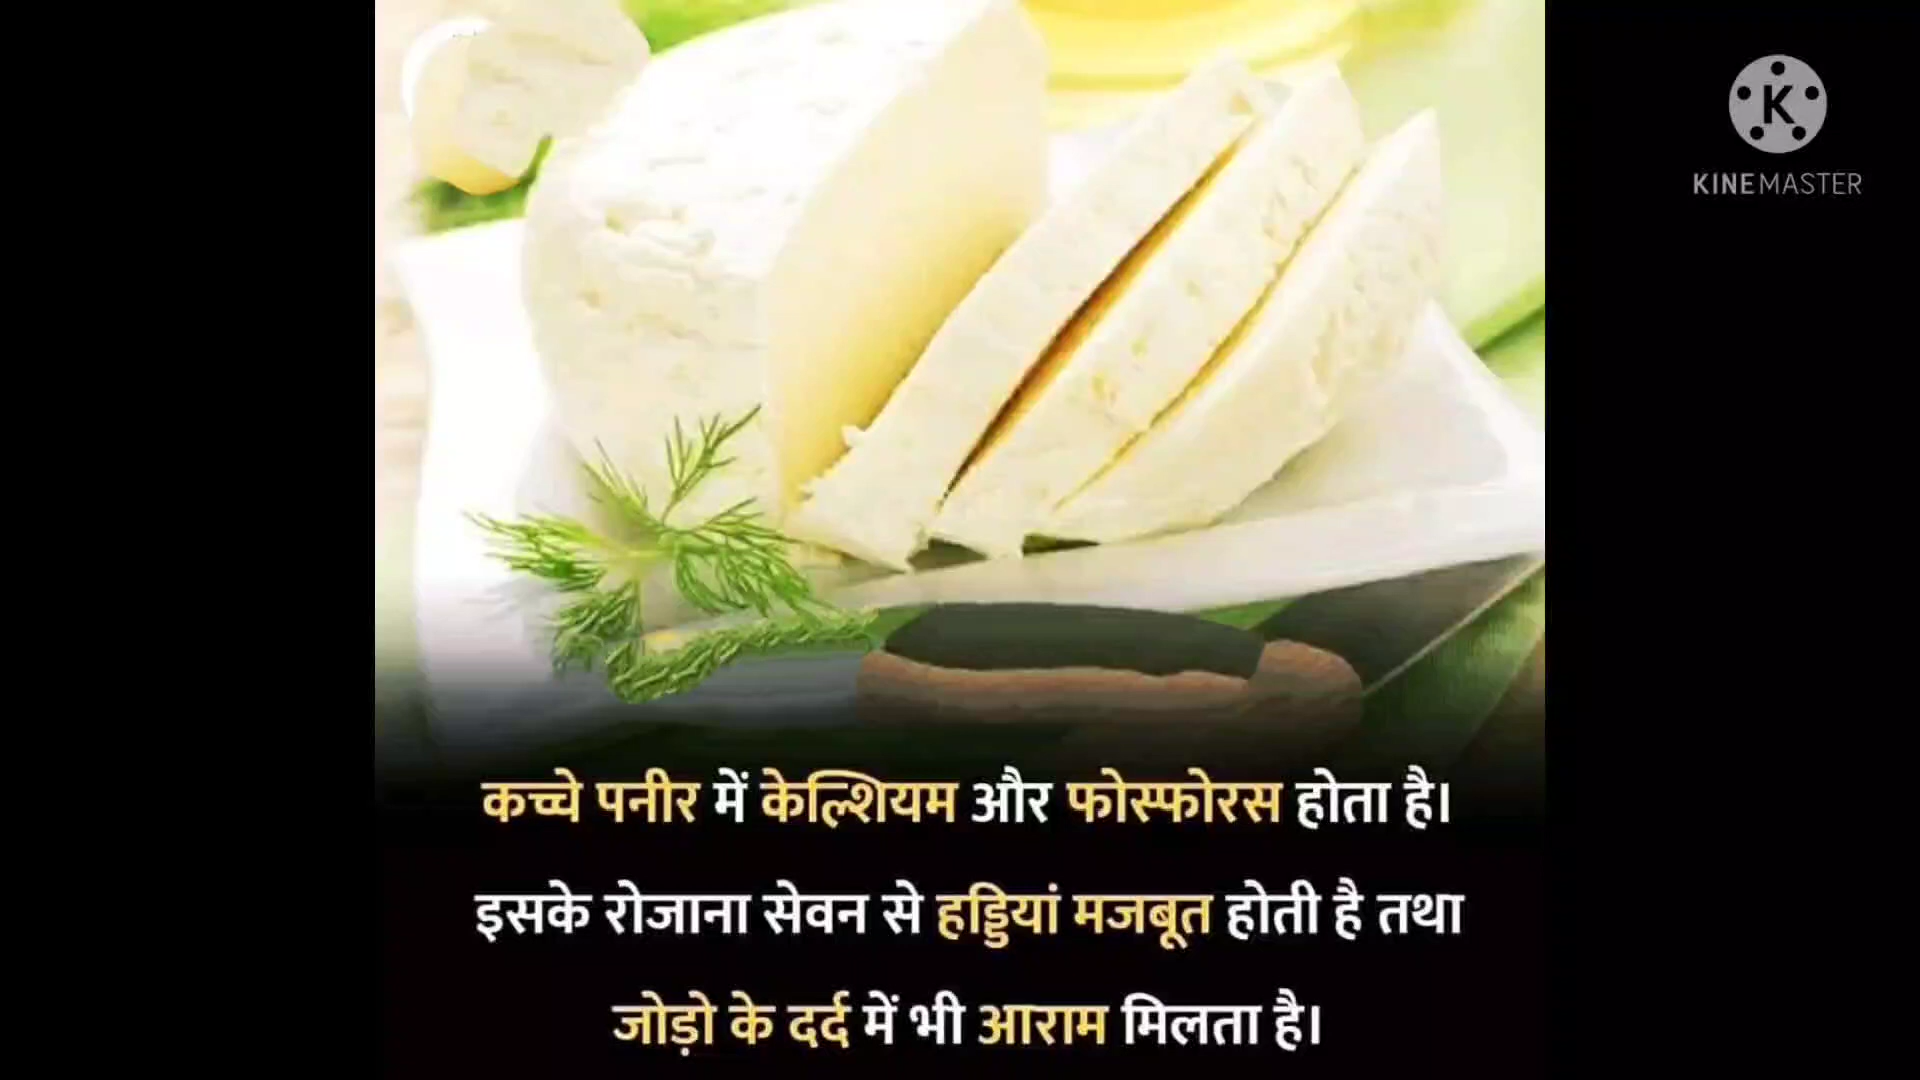 K
KINEMASTER
कच्चे पनीर में केल्शियम और फोस्फोरस होता है।
इसके रोजाना सेवन से हड्डियां मजबूत होती है तथा
जोड़ो के दर्द में भी आराम मिलता है।